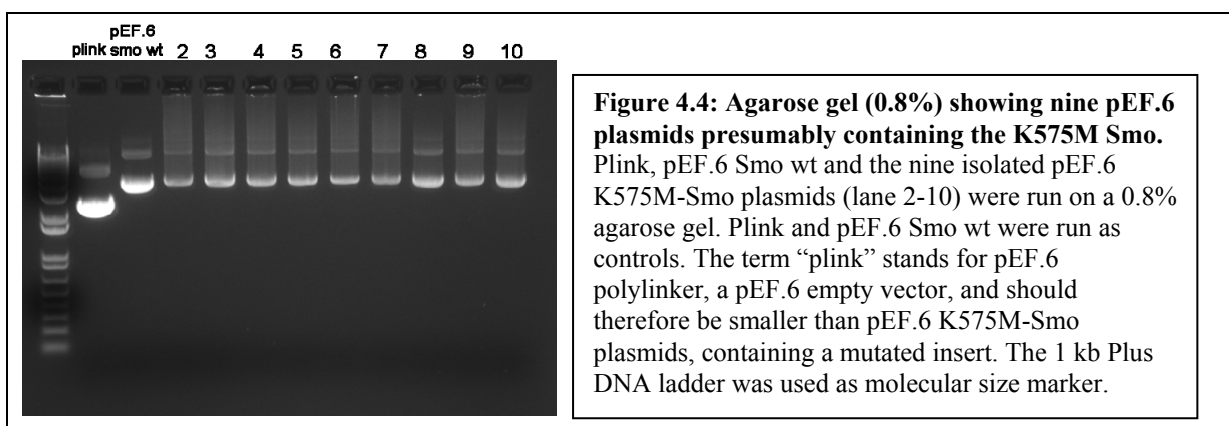 pEF.6
plink smo wt 2 3 4 5 6 7 8 9 10
Figure 4.4: Agarose gel (0.8%) showing nine pEF.6
plasmids presumably containing the K575M Smo.
Plink, pEF.6 Smo wt and the nine isolated pEF.6
K575M-Smo plasmids (lane 2-10) were run on a 0.8%
agarose gel. Plink and pEF.6 Smo wt were run as
controls. The term “plink” stands for pEF.6
polylinker, a pEF.6 empty vector, and should
therefore be smaller than pEF.6 K575M-Smo
plasmids, containing a mutated insert. The 1 kb Plus
DNA ladder was used as molecular size marker.